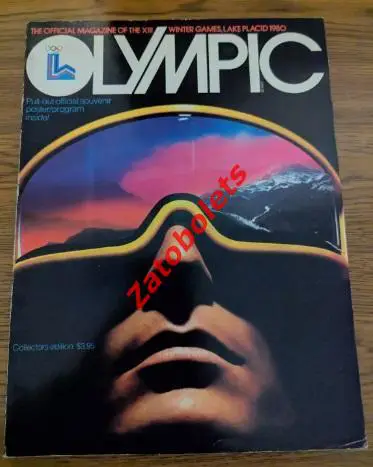 THE OFFICIAL MAGAZINE OF THE XIII WINTER GAMES, LAKE PLACID 1980
OLYMPIC
Pull-out official souvenir
poster/program
inside!
Zatobolets
Collectors edition $3.95